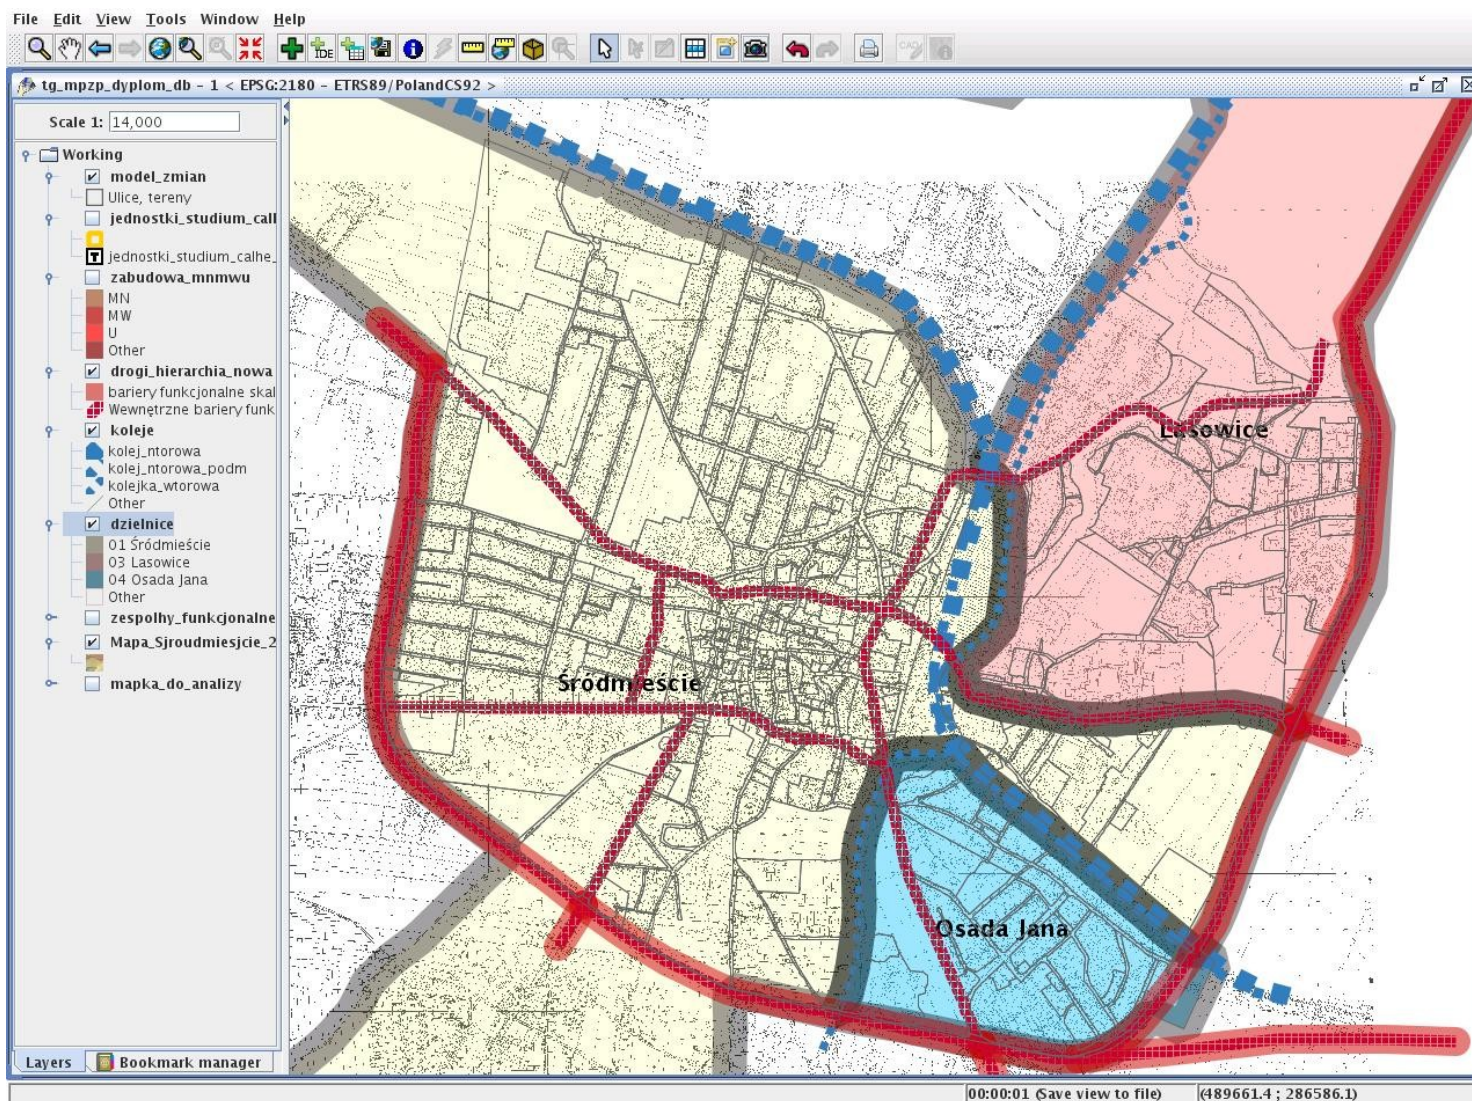 File Edit View Tools Window Help
IDE
CAD
tg_mpzp_dyplom_db - 1 < EPSG:2180 - ETRS89/PolandCS92 >
Scale 1: 14,000
Working
model_zmian
Ulice, tereny
jednostki_studium_call
T jednostki_studium_calhe_
zabudowa_mnmwu
MN
MW
U
Other
drogi_hierarchia_nowa
bariery funkcjonalne skal
Wewnętrzne bariery funk
koleje
kolej_ntorowa
kolej_ntorowa_podm
kolejka_wtorowa
Other
dzielnice
01 Śródmieście
03 Lasowice
04 Osada Jana
Other
zespolhy_funkcjonalne
Mapa_Sjroudmiesjcie_2
mapka_do_analizy
Lasowice
Śródmieście
Osada Jana
Layers Bookmark manager
00:00:01 (Save view to file) (489661.4 ; 286586.1)